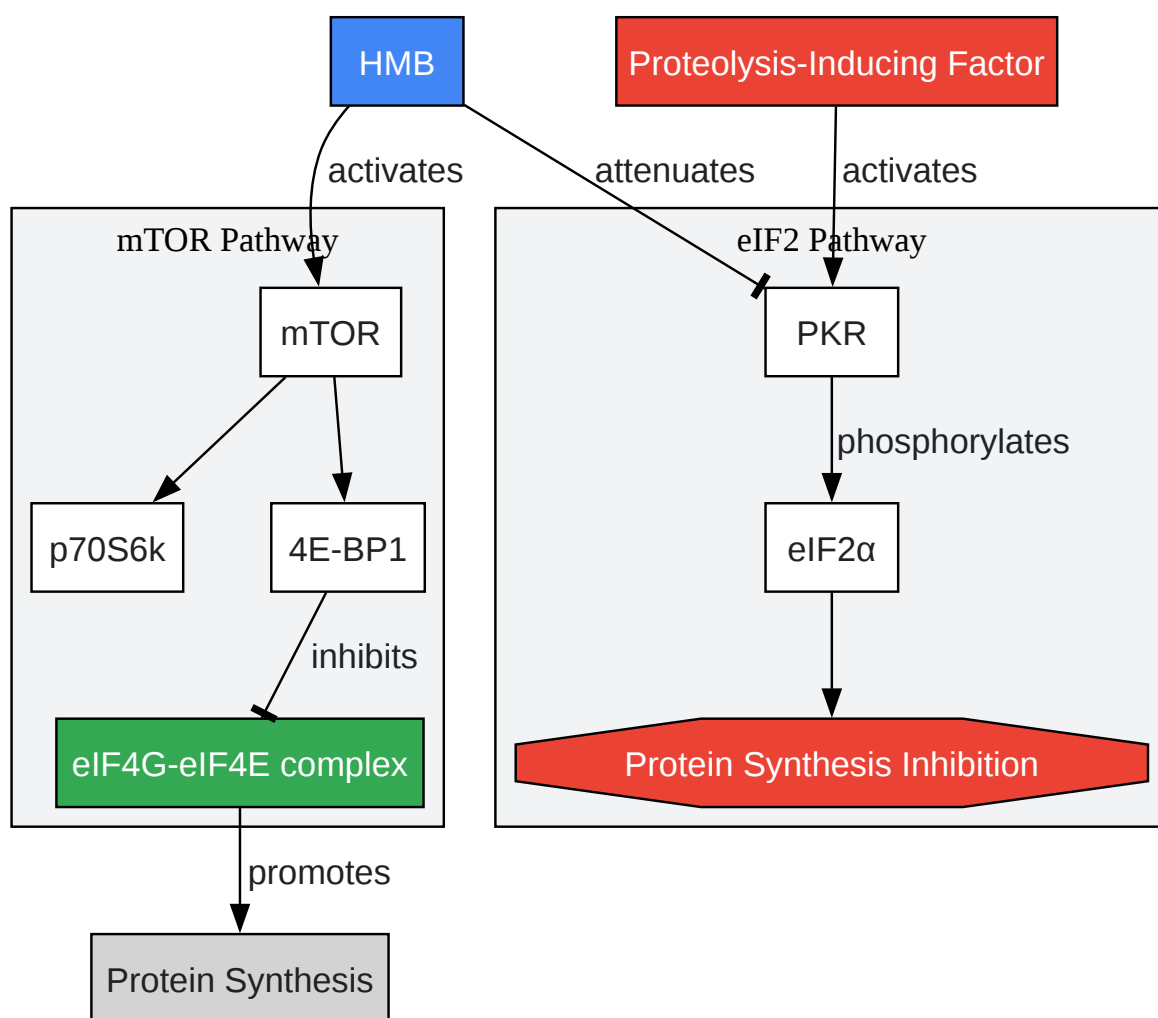 HMB
Proteolysis-Inducing Factor
activates
attenuates
activates
mTOR Pathway
eIF2 Pathway
mTOR
PKR
phosphorylates
p70S6k
4E-BP1
eIF2α
inhibits
eIF4G-eIF4E complex
Protein Synthesis Inhibition
promotes
Protein Synthesis